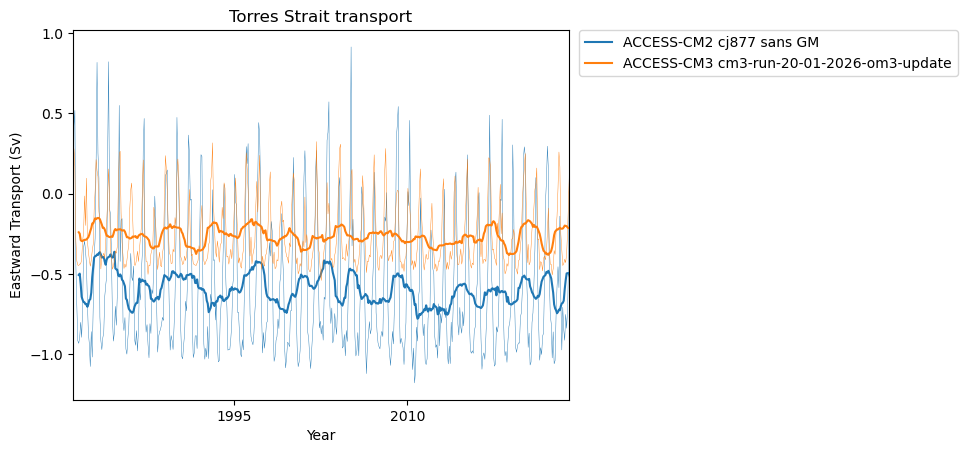 Torres Strait transport
1.0
0.5
0.0
−0.5
−1.0
Eastward Transport (Sv)
1995
2010
Year
ACCESS-CM2 cj877 sans GM
ACCESS-CM3 cm3-run-20-01-2026-om3-update